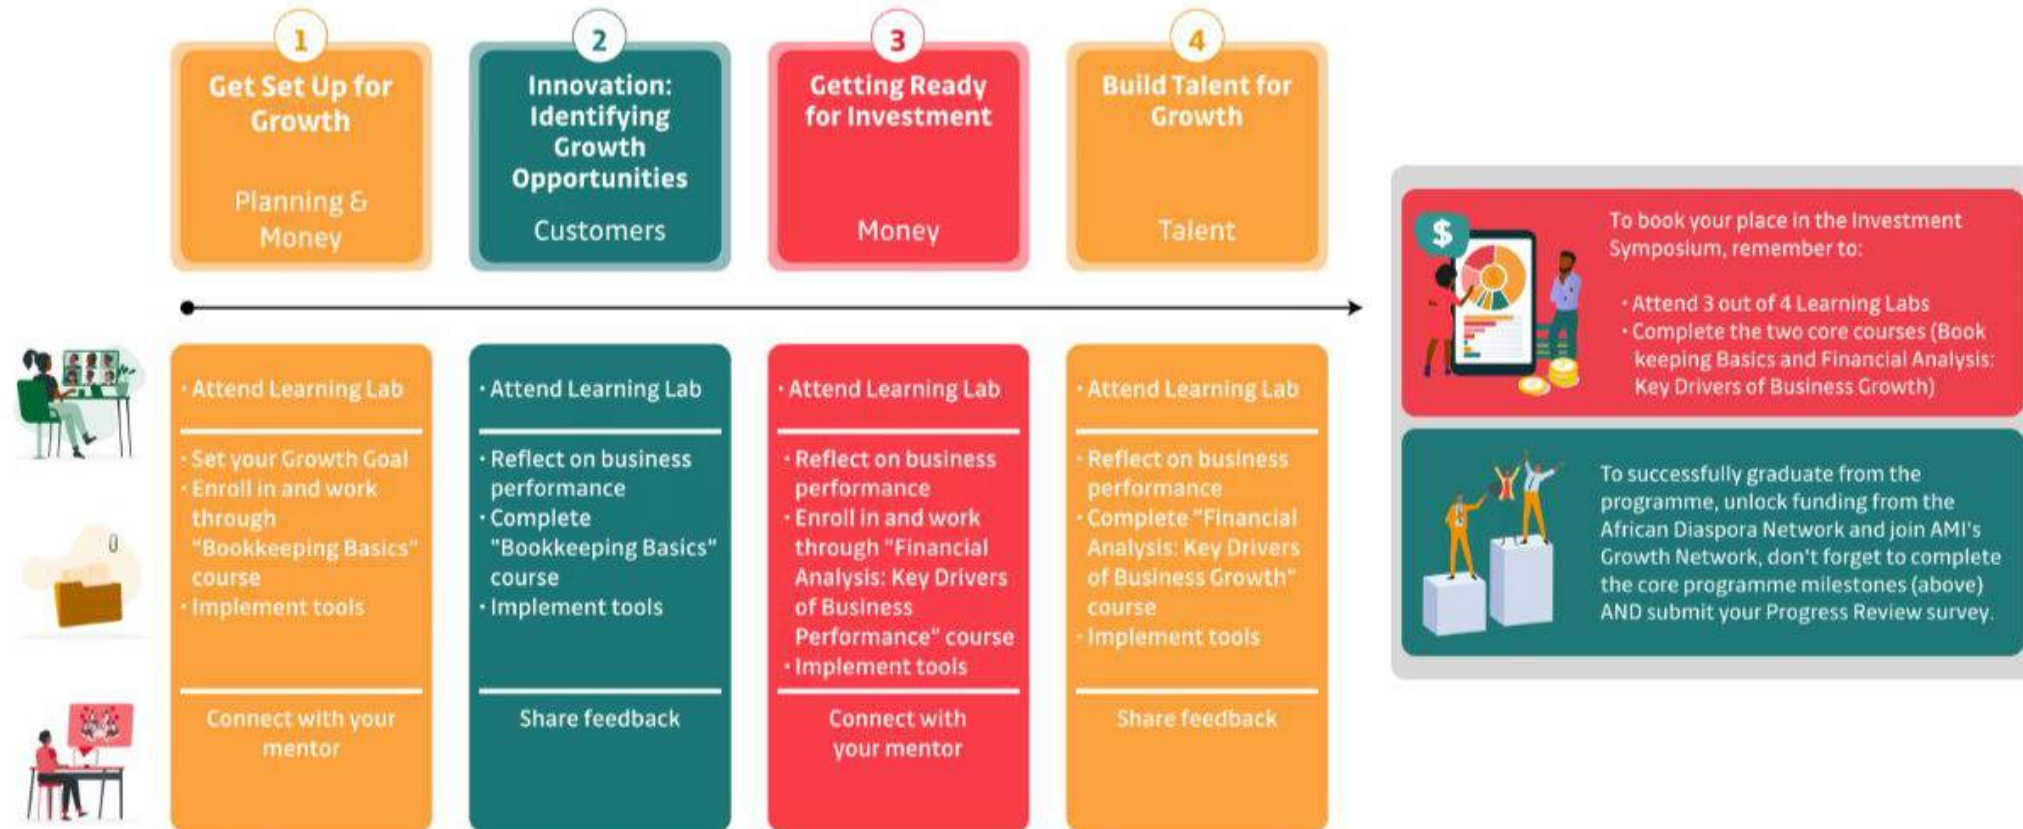 1
Get Set Up for
Growth
Planning &
Money
2
Innovation:
Identifying
Growth
Opportunities
Customers
3
Getting Ready
for Investment
Money
4
Build Talent for
Growth
Talent
• Attend Learning Lab
• Set your Growth Goal
• Enroll in and work
through
"Bookkeeping Basics"
course
• Implement tools
Connect with your
mentor
• Attend Learning Lab
• Reflect on business
performance
• Complete
"Bookkeeping Basics"
course
• Implement tools
Share feedback
• Attend Learning Lab
• Reflect on business
performance
• Enroll in and work
through "Financial
Analysis: Key Drivers
of Business
Performance" course
• Implement tools
Connect with
your mentor
• Attend Learning Lab
• Reflect on business
performance
• Complete "Financial
Analysis: Key Drivers
of Business Growth"
course
• Implement tools
Share feedback
$
To book your place in the Investment
Symposium, remember to:
• Attend 3 out of 4 Learning Labs
• Complete the two core courses (Book
keeping Basics and Financial Analysis:
Key Drivers of Business Growth)
To successfully graduate from the
programme, unlock funding from the
African Diaspora Network and join AMI's
Growth Network, don't forget to complete
the core programme milestones (above)
AND submit your Progress Review survey.